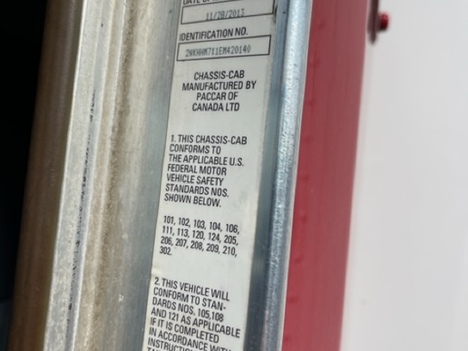 DATE OF
11/20/2013
IDENTIFICATION NO.
2NKHHM7X1EM420140
CHASSIS-CAB
MANUFACTURED BY
PACCAR OF
CANADA LTD
1. THIS CHASSIS-CAB
CONFORMS TO
THE APPLICABLE U.S.
FEDERAL MOTOR
VEHICLE SAFETY
STANDARDS NOS.
SHOWN BELOW.
101, 102, 103, 104, 106,
111, 113, 120, 124, 205,
206, 207, 208, 209, 210,
302.
2. THIS VEHICLE WILL
CONFORM TO STAN-
DARDS NOS. 105,108
AND 121 AS APPLICABLE
IF IT IS COMPLETED
IN ACCORDANCE WITH